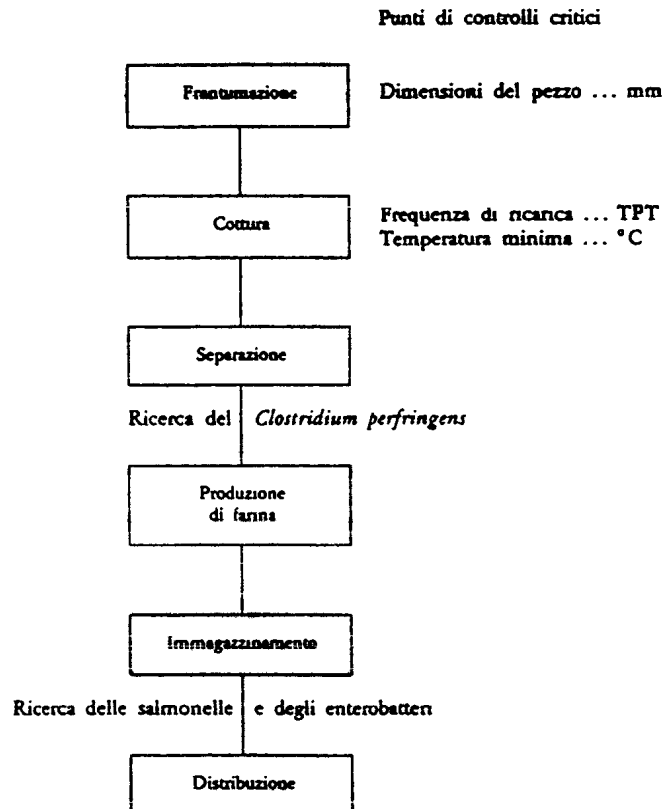 Punti di controlli critici
Frantumazione
Dimensioni del pezzo ... mm
Cottura
Frequenza di ricarica ... TPT
Temperatura minima ... °C
Separazione
Ricerca del Clostridium perfringens
Produzione
di farina
Immagazzinamento
Ricerca delle salmonelle e degli enterobatteri
Distribuzione